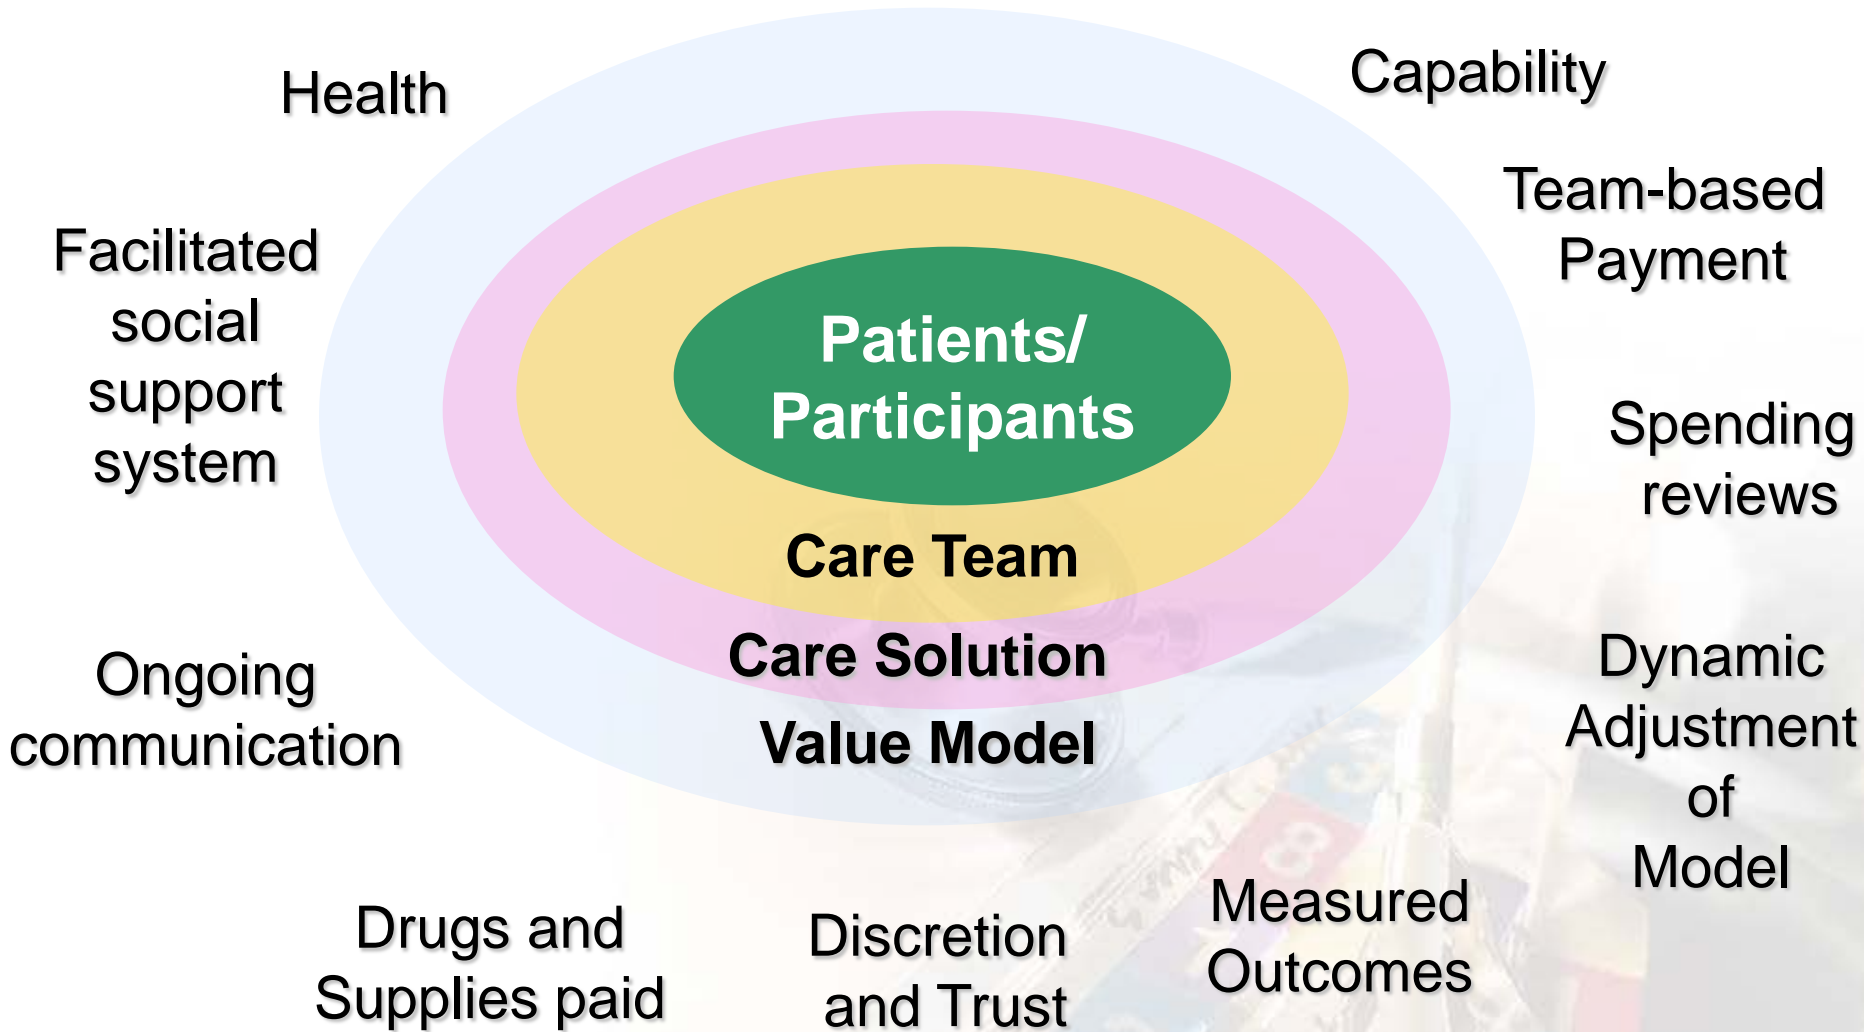 Health
Capability
Team-based
Payment
Facilitated
social
support
system
Patients/
Participants
Spending
reviews
Care Team
Care Solution
Value Model
Ongoing
communication
Dynamic
Adjustment
of
Model
Drugs and
Supplies paid
Discretion
and Trust
Measured
Outcomes
8